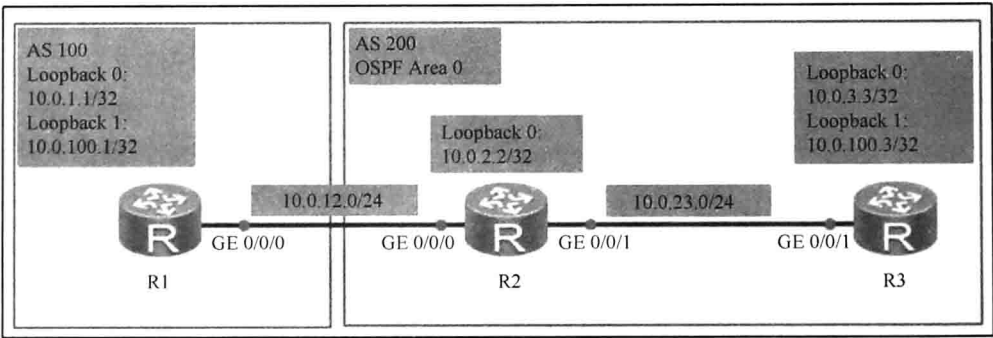 AS 100
Loopback 0:
10.0.1.1/32
Loopback 1:
10.0.100.1/32
AS 200
OSPF Area 0
Loopback 0:
10.0.2.2/32
Loopback 0:
10.0.3.3/32
Loopback 1:
10.0.100.3/32
10.0.12.0/24
10.0.23.0/24
R
R
R
GE 0/0/0
GE 0/0/0
GE 0/0/1
GE 0/0/1
R1
R2
R3